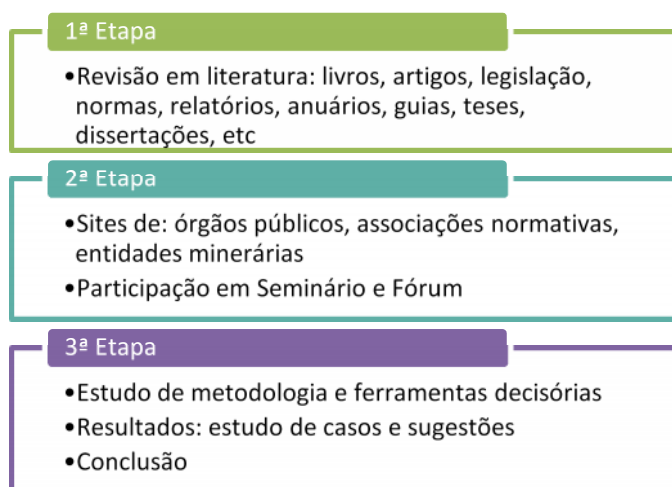 1ª Etapa
•Revisão em literatura: livros, artigos, legislação,
normas, relatórios, anuários, guias, teses,
dissertações, etc
2ª Etapa
•Sites de: órgãos públicos, associações normativas,
entidades minerárias
•Participação em Seminário e Fórum
3ª Etapa
•Estudo de metodologia e ferramentas decisórias
•Resultados: estudo de casos e sugestões
•Conclusão